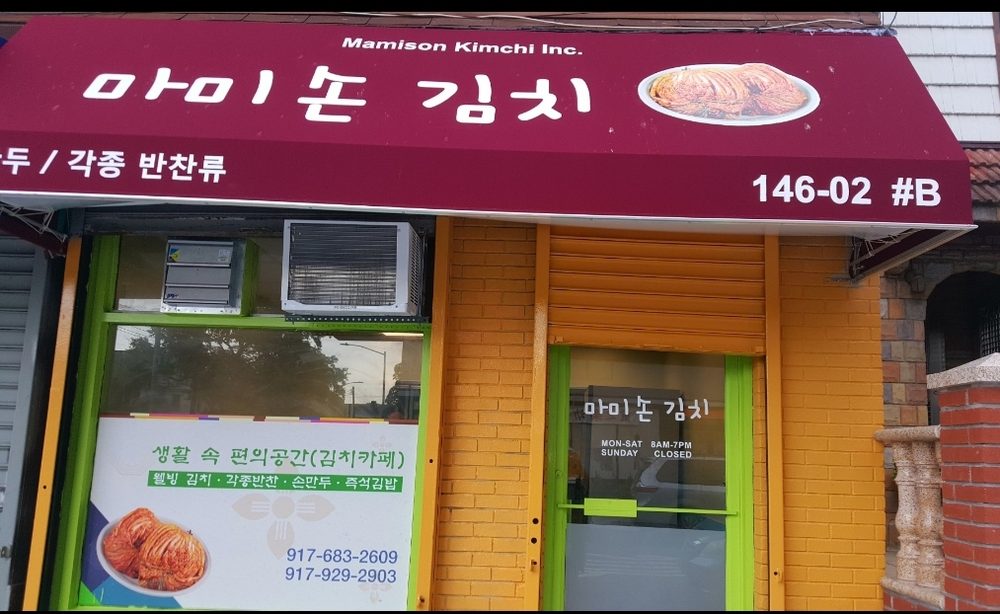 Mamison Kimchi Inc.
마미손 김치
두 / 각종 반찬류
146-02 #B
마미손 김치
MON-SAT 8AM-7PM
SUNDAY CLOSED
생활 속 편의공간(김치카페)
웰빙 김치 · 각종반찬 · 손만두 · 즉석김밥
917-683-2609
917-929-2903